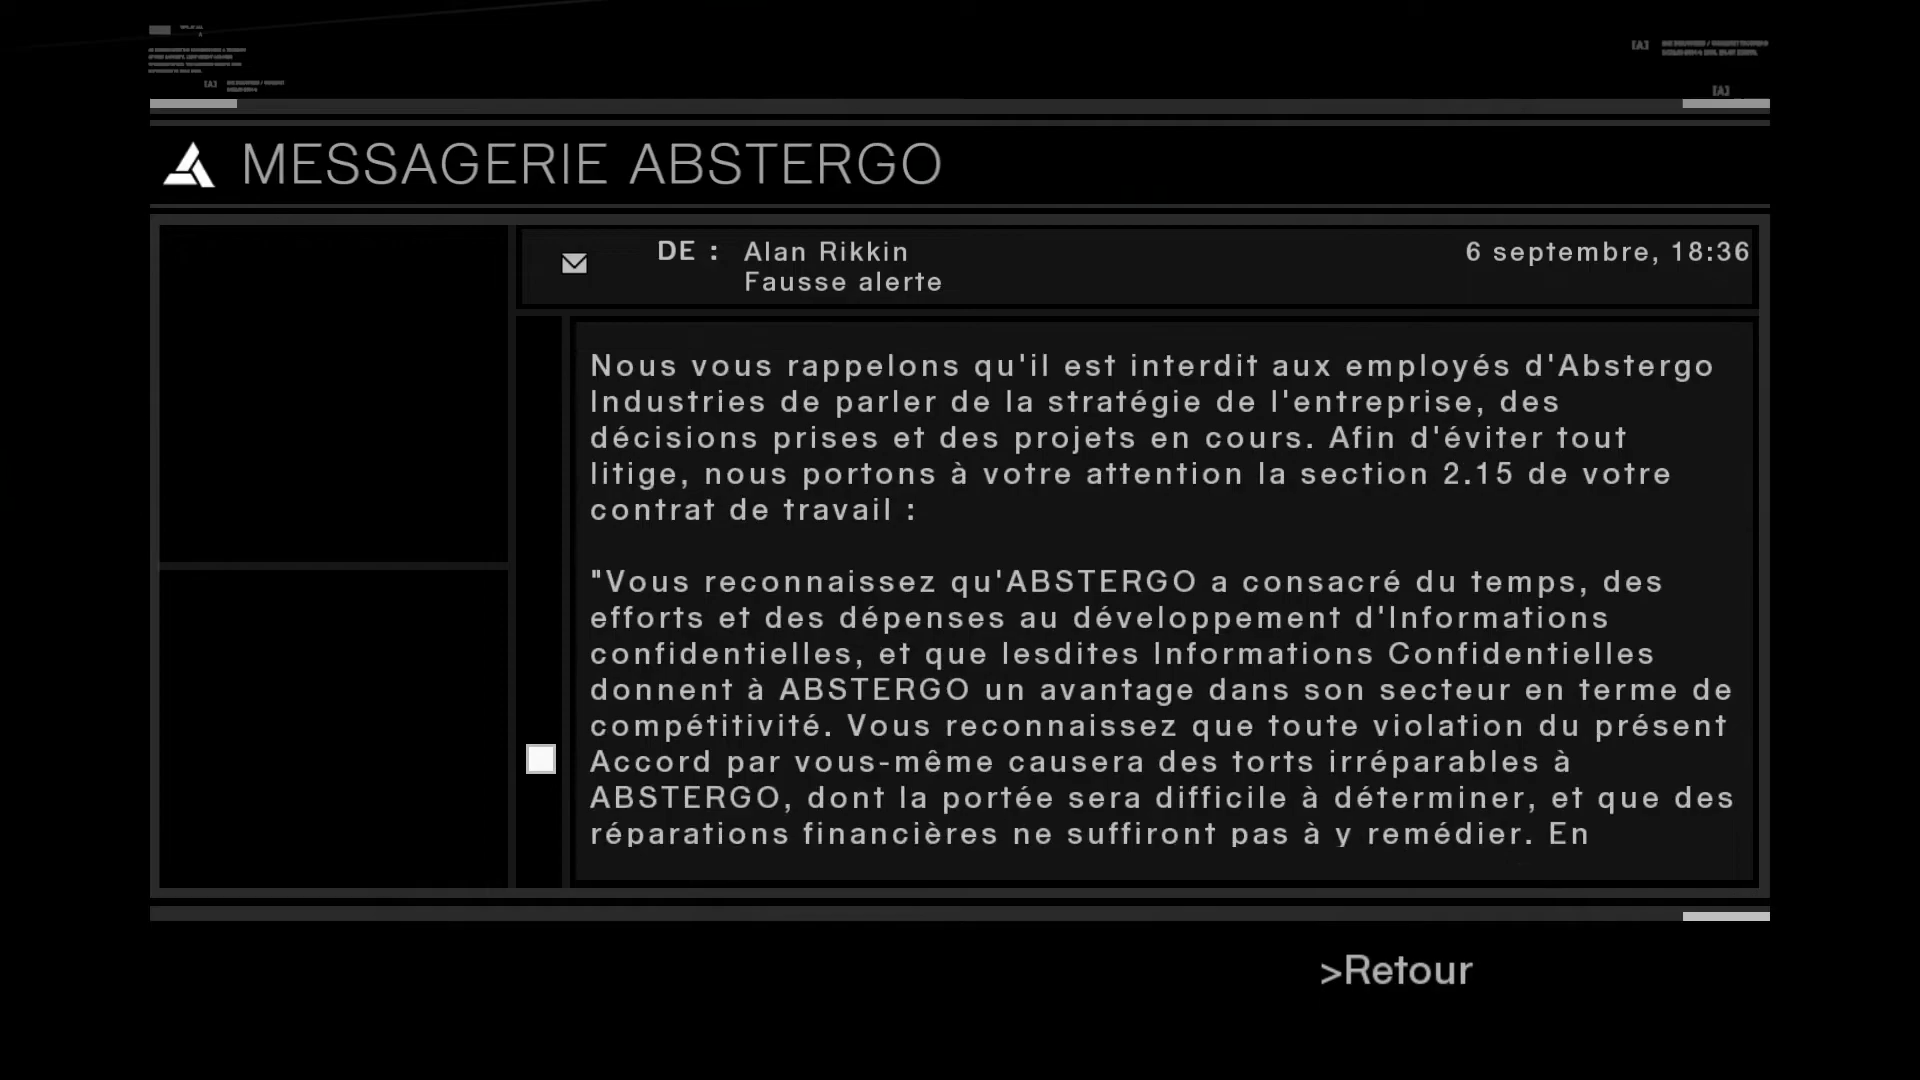 MESSAGERIE ABSTERGO
DE : Alan Rikkin
6 septembre, 18:36
Fausse alerte
Nous vous rappelons qu'il est interdit aux employés d'Abstergo
Industries de parler de la stratégie de l'entreprise, des
décisions prises et des projets en cours. Afin d'éviter tout
litige, nous portons à votre attention la section 2.15 de votre
contrat de travail :
"Vous reconnaissez qu'ABSTERGO a consacré du temps, des
efforts et des dépenses au développement d'Informations
confidentielles, et que lesdites Informations Confidentielles
donnent à ABSTERGO un avantage dans son secteur en terme de
compétitivité. Vous reconnaissez que toute violation du présent
Accord par vous-même causera des torts irréparables à
ABSTERGO, dont la portée sera difficile à déterminer, et que des
réparations financières ne suffiront pas à y remédier. En
>Retour